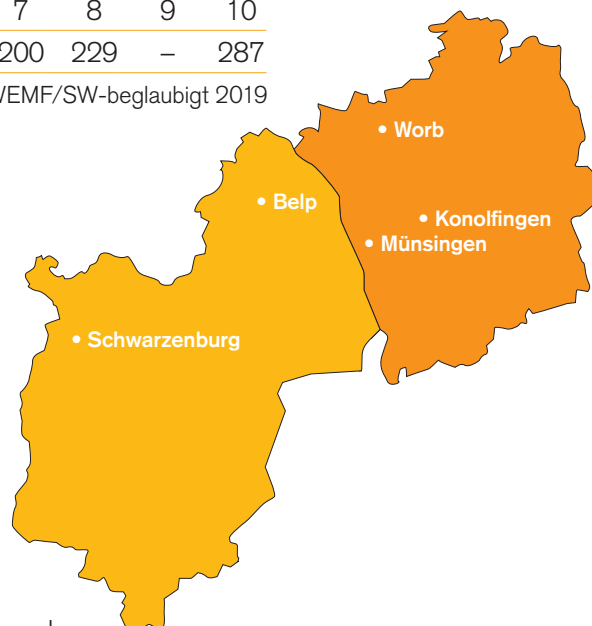 7 8 9 10
200 229 – 287
WEMF/SW-beglaubigt 2019
Worb
Belp
Konolfingen
Münsingen
Schwarzenburg